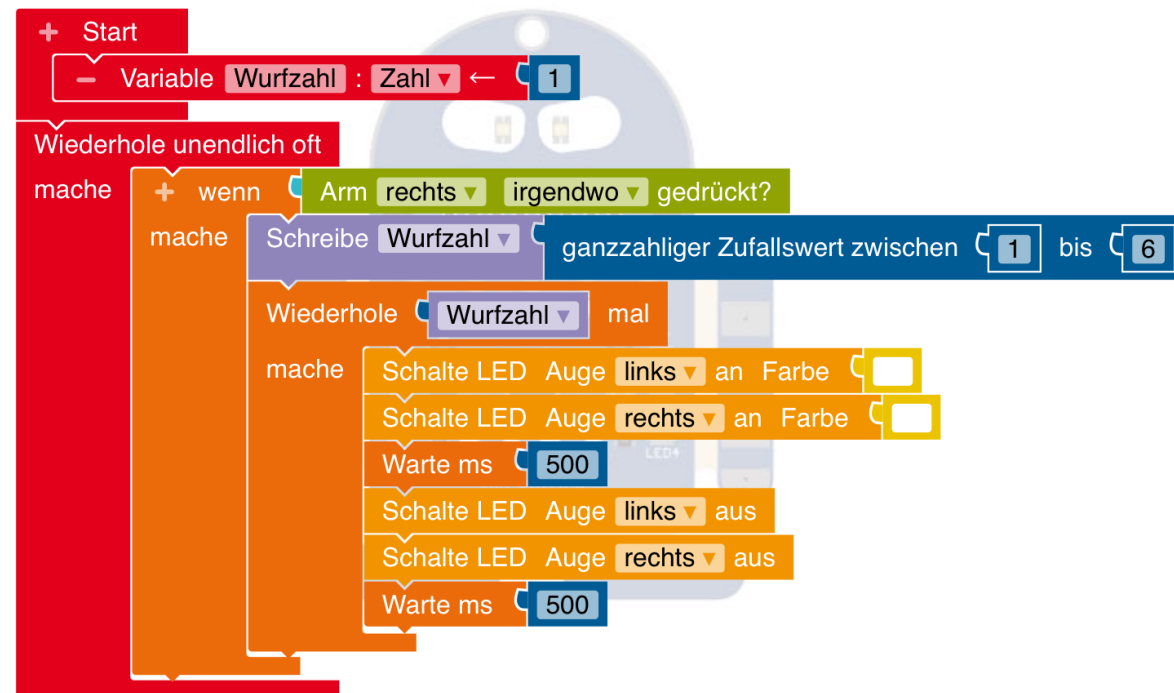 + Start
− Variable Wurfzahl : Zahl ▾ ← 1
Wiederhole unendlich oft
mache + wenn Arm rechts ▾ irgendwo ▾ gedrückt?
mache Schreibe Wurfzahl ▾ ganzzahliger Zufallswert zwischen 1 bis 6
Wiederhole Wurfzahl ▾ mal
mache Schalte LED Auge links ▾ an Farbe
Schalte LED Auge rechts ▾ an Farbe
Warte ms 500
LED4
Schalte LED Auge links ▾ aus
Schalte LED Auge rechts ▾ aus
Warte ms 500